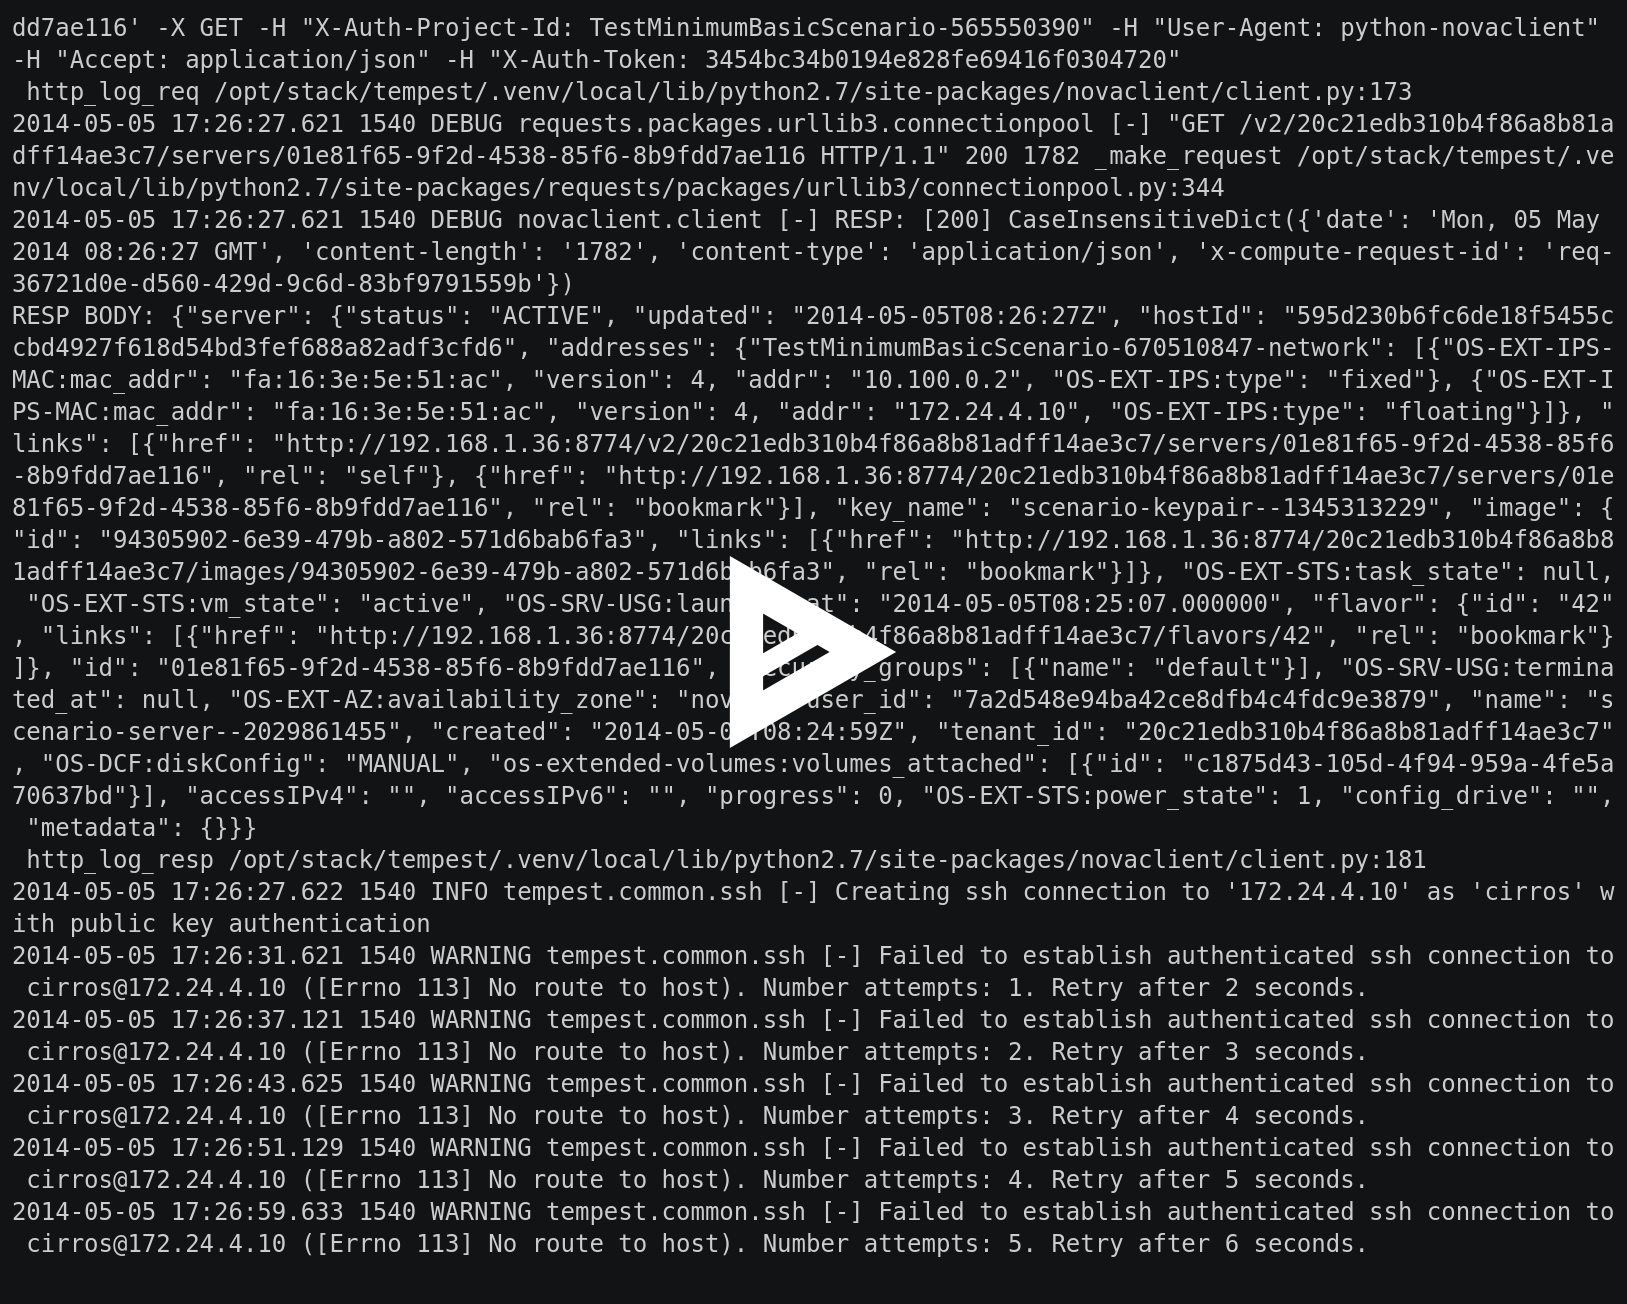 dd7ae116' -X GET -H "X-Auth-Project-Id: TestMinimumBasicScenario-565550390" -H "User-Agent: python-novaclient"
-H "Accept: application/json" -H "X-Auth-Token: 3454bc34b0194e828fe69416f0304720"
 http_log_req /opt/stack/tempest/.venv/local/lib/python2.7/site-packages/novaclient/client.py:173
2014-05-05 17:26:27.621 1540 DEBUG requests.packages.urllib3.connectionpool [-] "GET /v2/20c21edb310b4f86a8b81a
dff14ae3c7/servers/01e81f65-9f2d-4538-85f6-8b9fdd7ae116 HTTP/1.1" 200 1782 _make_request /opt/stack/tempest/.ve
nv/local/lib/python2.7/site-packages/requests/packages/urllib3/connectionpool.py:344
2014-05-05 17:26:27.621 1540 DEBUG novaclient.client [-] RESP: [200] CaseInsensitiveDict({'date': 'Mon, 05 May
2014 08:26:27 GMT', 'content-length': '1782', 'content-type': 'application/json', 'x-compute-request-id': 'req-
36721d0e-d560-429d-9c6d-83bf9791559b'})
RESP BODY: {"server": {"status": "ACTIVE", "updated": "2014-05-05T08:26:27Z", "hostId": "595d230b6fc6de18f5455c
cbd4927f618d54bd3fef688a82adf3cfd6", "addresses": {"TestMinimumBasicScenario-670510847-network": [{"OS-EXT-IPS-
MAC:mac_addr": "fa:16:3e:5e:51:ac", "version": 4, "addr": "10.100.0.2", "OS-EXT-IPS:type": "fixed"}, {"OS-EXT-I
PS-MAC:mac_addr": "fa:16:3e:5e:51:ac", "version": 4, "addr": "172.24.4.10", "OS-EXT-IPS:type": "floating"}]}, "
links": [{"href": "http://192.168.1.36:8774/v2/20c21edb310b4f86a8b81adff14ae3c7/servers/01e81f65-9f2d-4538-85f6
-8b9fdd7ae116", "rel": "self"}, {"href": "http://192.168.1.36:8774/20c21edb310b4f86a8b81adff14ae3c7/servers/01e
81f65-9f2d-4538-85f6-8b9fdd7ae116", "rel": "bookmark"}], "key_name": "scenario-keypair--1345313229", "image": {
"id": "94305902-6e39-479b-a802-571d6bab6fa3", "links": [{"href": "http://192.168.1.36:8774/20c21edb310b4f86a8b8
1adff14ae3c7/images/94305902-6e39-479b-a802-571d6bab6fa3", "rel": "bookmark"}]}, "OS-EXT-STS:task_state": null,
 "OS-EXT-STS:vm_state": "active", "OS-SRV-USG:launched_at": "2014-05-05T08:25:07.000000", "flavor": {"id": "42"
, "links": [{"href": "http://192.168.1.36:8774/20c21edb310b4f86a8b81adff14ae3c7/flavors/42", "rel": "bookmark"}
]}, "id": "01e81f65-9f2d-4538-85f6-8b9fdd7ae116", "security_groups": [{"name": "default"}], "OS-SRV-USG:termina
ted_at": null, "OS-EXT-AZ:availability_zone": "nova", "user_id": "7a2d548e94ba42ce8dfb4c4fdc9e3879", "name": "s
cenario-server--2029861455", "created": "2014-05-05T08:24:59Z", "tenant_id": "20c21edb310b4f86a8b81adff14ae3c7"
, "OS-DCF:diskConfig": "MANUAL", "os-extended-volumes:volumes_attached": [{"id": "c1875d43-105d-4f94-959a-4fe5a
70637bd"}], "accessIPv4": "", "accessIPv6": "", "progress": 0, "OS-EXT-STS:power_state": 1, "config_drive": "",
 "metadata": {}}}
 http_log_resp /opt/stack/tempest/.venv/local/lib/python2.7/site-packages/novaclient/client.py:181
2014-05-05 17:26:27.622 1540 INFO tempest.common.ssh [-] Creating ssh connection to '172.24.4.10' as 'cirros' w
ith public key authentication
2014-05-05 17:26:31.621 1540 WARNING tempest.common.ssh [-] Failed to establish authenticated ssh connection to
 cirros@172.24.4.10 ([Errno 113] No route to host). Number attempts: 1. Retry after 2 seconds.
2014-05-05 17:26:37.121 1540 WARNING tempest.common.ssh [-] Failed to establish authenticated ssh connection to
 cirros@172.24.4.10 ([Errno 113] No route to host). Number attempts: 2. Retry after 3 seconds.
2014-05-05 17:26:43.625 1540 WARNING tempest.common.ssh [-] Failed to establish authenticated ssh connection to
 cirros@172.24.4.10 ([Errno 113] No route to host). Number attempts: 3. Retry after 4 seconds.
2014-05-05 17:26:51.129 1540 WARNING tempest.common.ssh [-] Failed to establish authenticated ssh connection to
 cirros@172.24.4.10 ([Errno 113] No route to host). Number attempts: 4. Retry after 5 seconds.
2014-05-05 17:26:59.633 1540 WARNING tempest.common.ssh [-] Failed to establish authenticated ssh connection to
 cirros@172.24.4.10 ([Errno 113] No route to host). Number attempts: 5. Retry after 6 seconds.